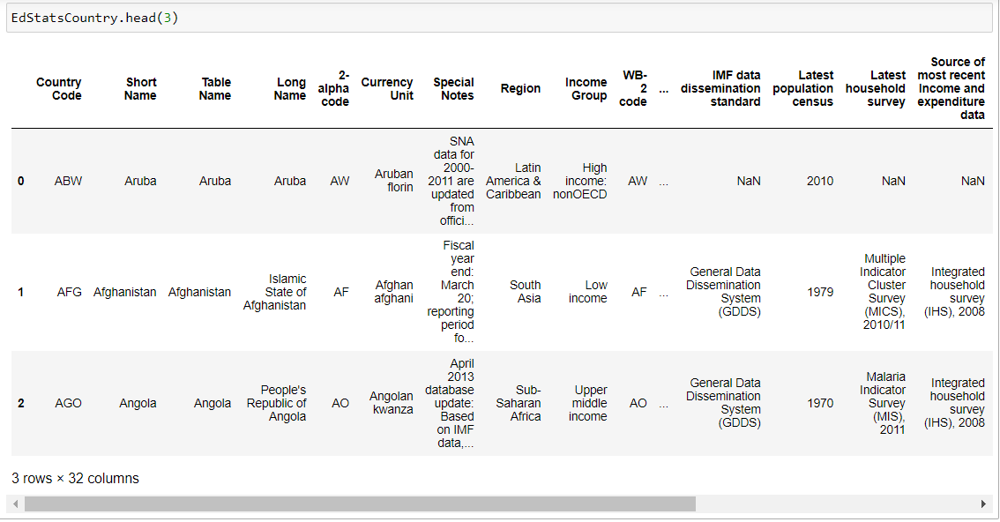 EdStatsCountry.head(3)
Country Code	Short Name	Table Name	Long Name	2-alpha code	Currency Unit	Special Notes	Region	Income Group	WB-2 code	...	IMF data dissemination standard	Latest population census	Latest household survey	Source of most recent Income and expenditure data
0	ABW	Aruba	Aruba	Aruba	AW	Aruban florin	SNA data for 2000-2011 are updated from offici...	Latin America & Caribbean	High income: nonOECD	AW	...	NaN	2010	NaN	NaN
1	AFG	Afghanistan	Afghanistan	Islamic State of Afghanistan	AF	Afghan afghani	Fiscal year end: March 20; reporting period fo...	South Asia	Low income	AF	...	General Data Dissemination System (GDDS)	1979	Multiple Indicator Cluster Survey (MICS), 2010/11	Integrated household survey (IHS), 2008
2	AGO	Angola	Angola	People's Republic of Angola	AO	Angolan kwanza	April 2013 database update: Based on IMF data,...	Sub-Saharan Africa	Upper middle income	AO	...	General Data Dissemination System (GDDS)	1970	Malaria Indicator Survey (MIS), 2011	Integrated household survey (IHS), 2008
3 rows × 32 columns